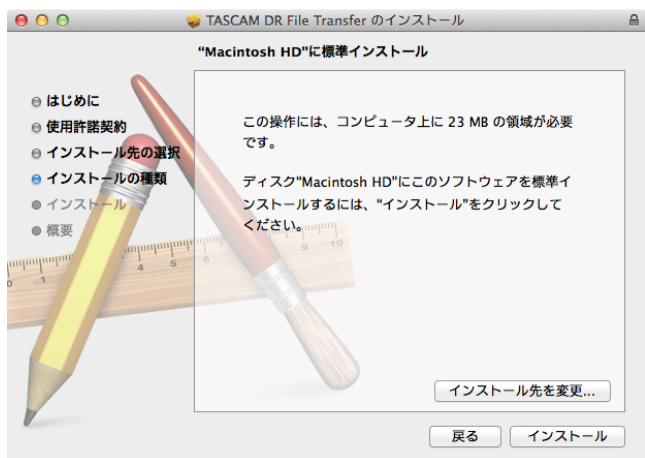 TASCAM DR File Transfer のインストール
“Macintosh HD”に標準インストール
はじめに
使用許諾契約
インストール先の選択
インストールの種類
インストール
概要
この操作には、コンピュータ上に 23 MB の領域が必要
です。
ディスク“Macintosh HD”にこのソフトウェアを標準イ
ンストールするには、“インストール”をクリックして
ください。
0 1 4 5 6 9 10
インストール先を変更...
戻る
インストール